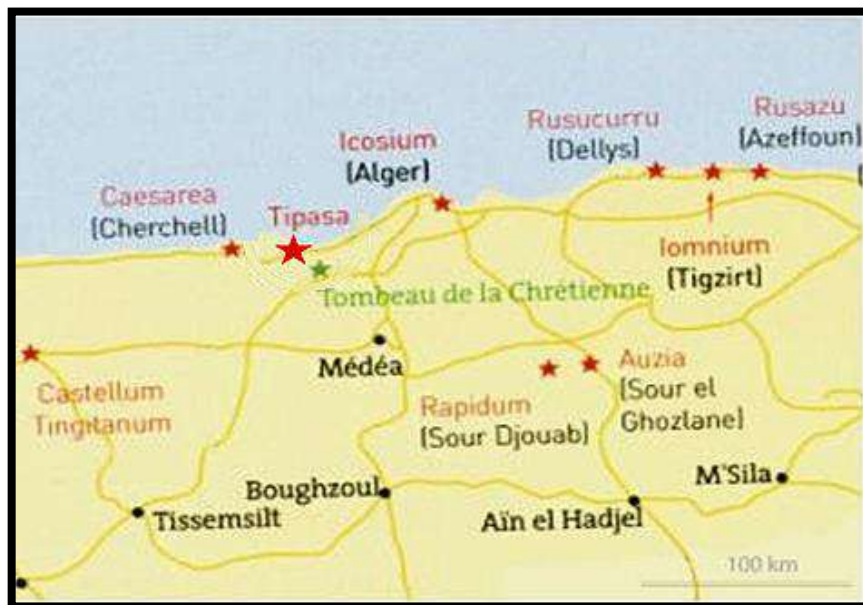 Rusucurru
(Dellys)
Rusazu
(Azeffoun)
Icosium
(Alger)
Caesarea
(Cherchell)
Tipasa
Iomnium
(Tigzirt)
Tombeau de la Chrétienne
Médéa
Castellum
Tingitanum
Rapidum
(Sour Djouab)
Auzia
(Sour el
Ghozlane)
Boughzoul
M'Sila
Tissemsilt
Aïn el Hadjel
100 km